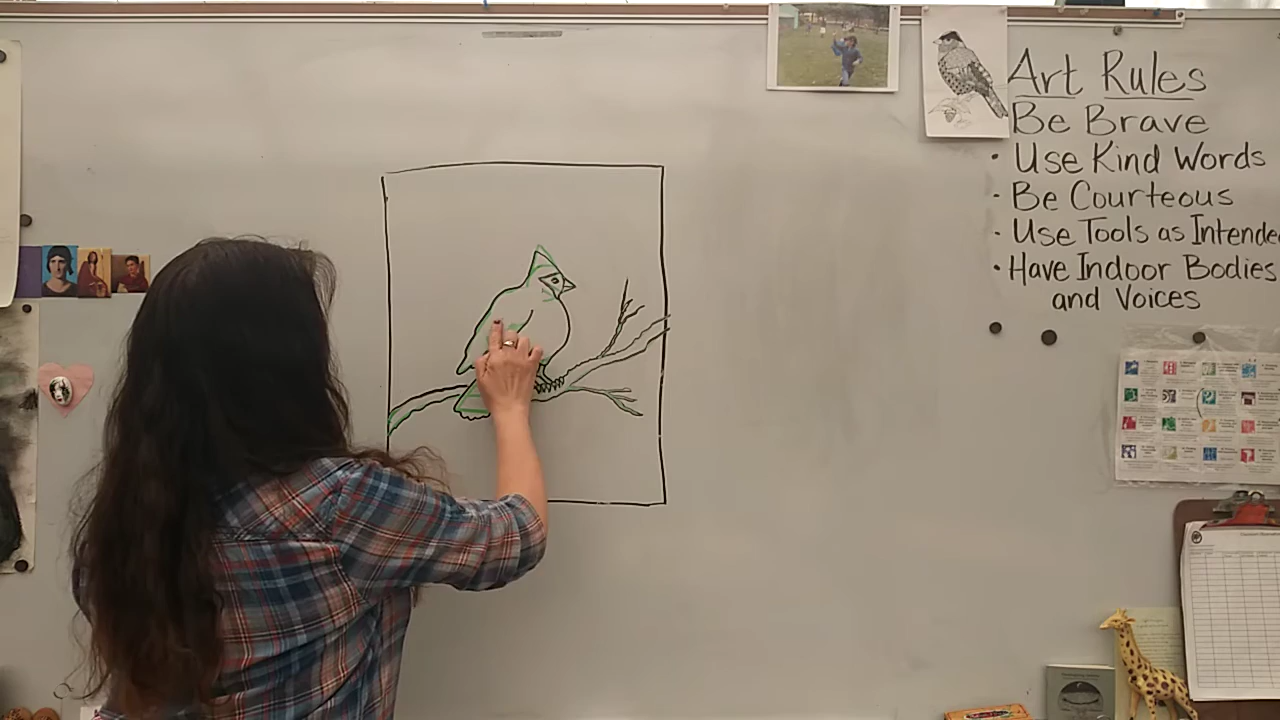 Art Rules
Be Brave
• Use Kind Words
- Be Courteous
- Use Tools as Intende
• Have Indoor Bodies
and Voices